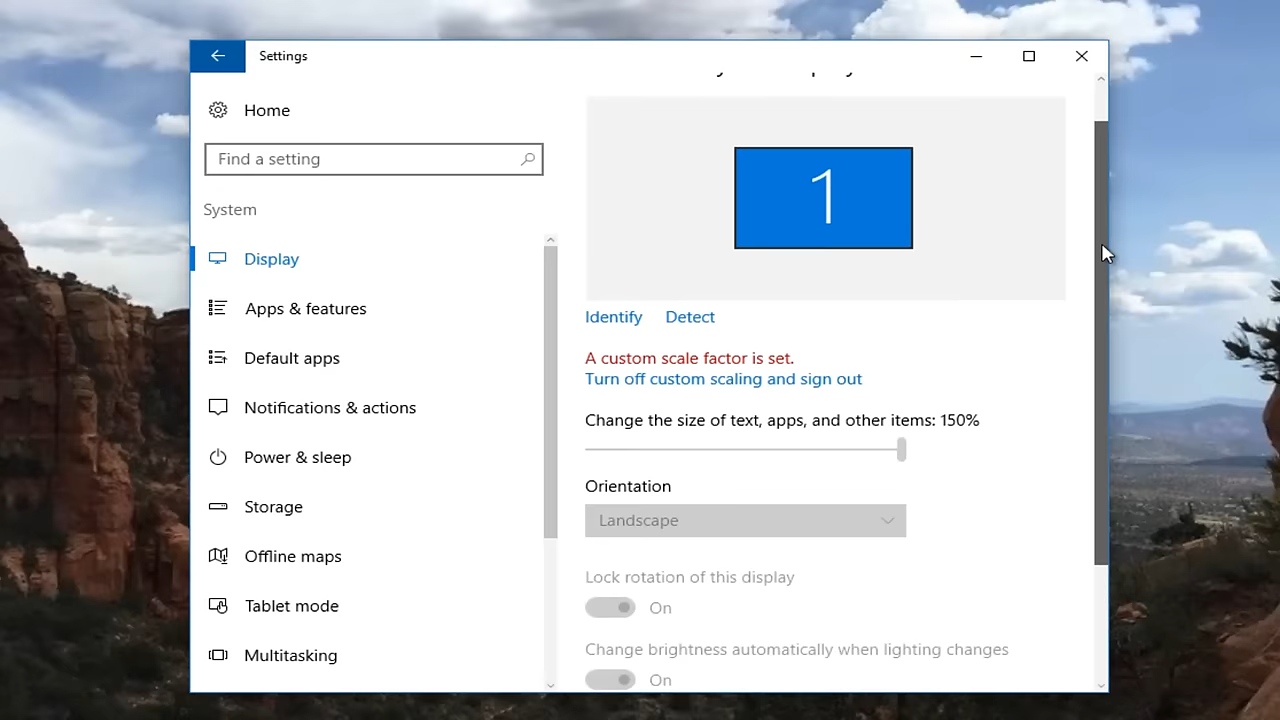 Settings
Home
Find a setting
System
Display
Apps & features
Default apps
Notifications & actions
Power & sleep
Storage
Offline maps
Tablet mode
Multitasking
1
Identify Detect
A custom scale factor is set.
Turn off custom scaling and sign out
Change the size of text, apps, and other items: 150%
Orientation
Landscape
Lock rotation of this display
On
Change brightness automatically when lighting changes
On